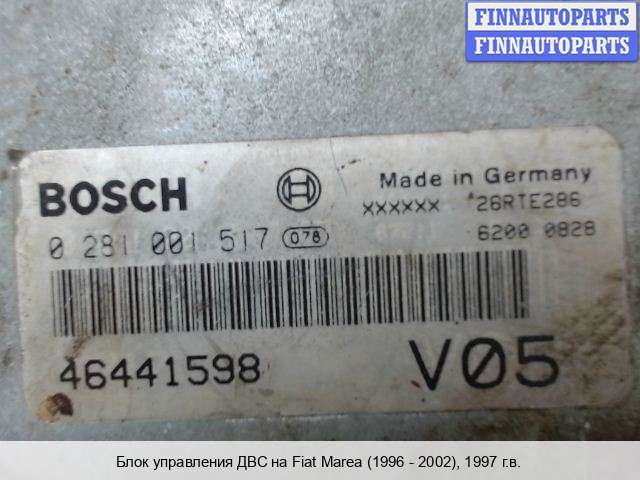 FINNAUTOPARTS
FINNAUTOPARTS
BOSCH
Made in Germany
xxxxxx *26RTE286
0 281 001 517 078 6200 0828
46441598 V05
Блок управления ДВС на Fiat Marea (1996 - 2002), 1997 г.в.